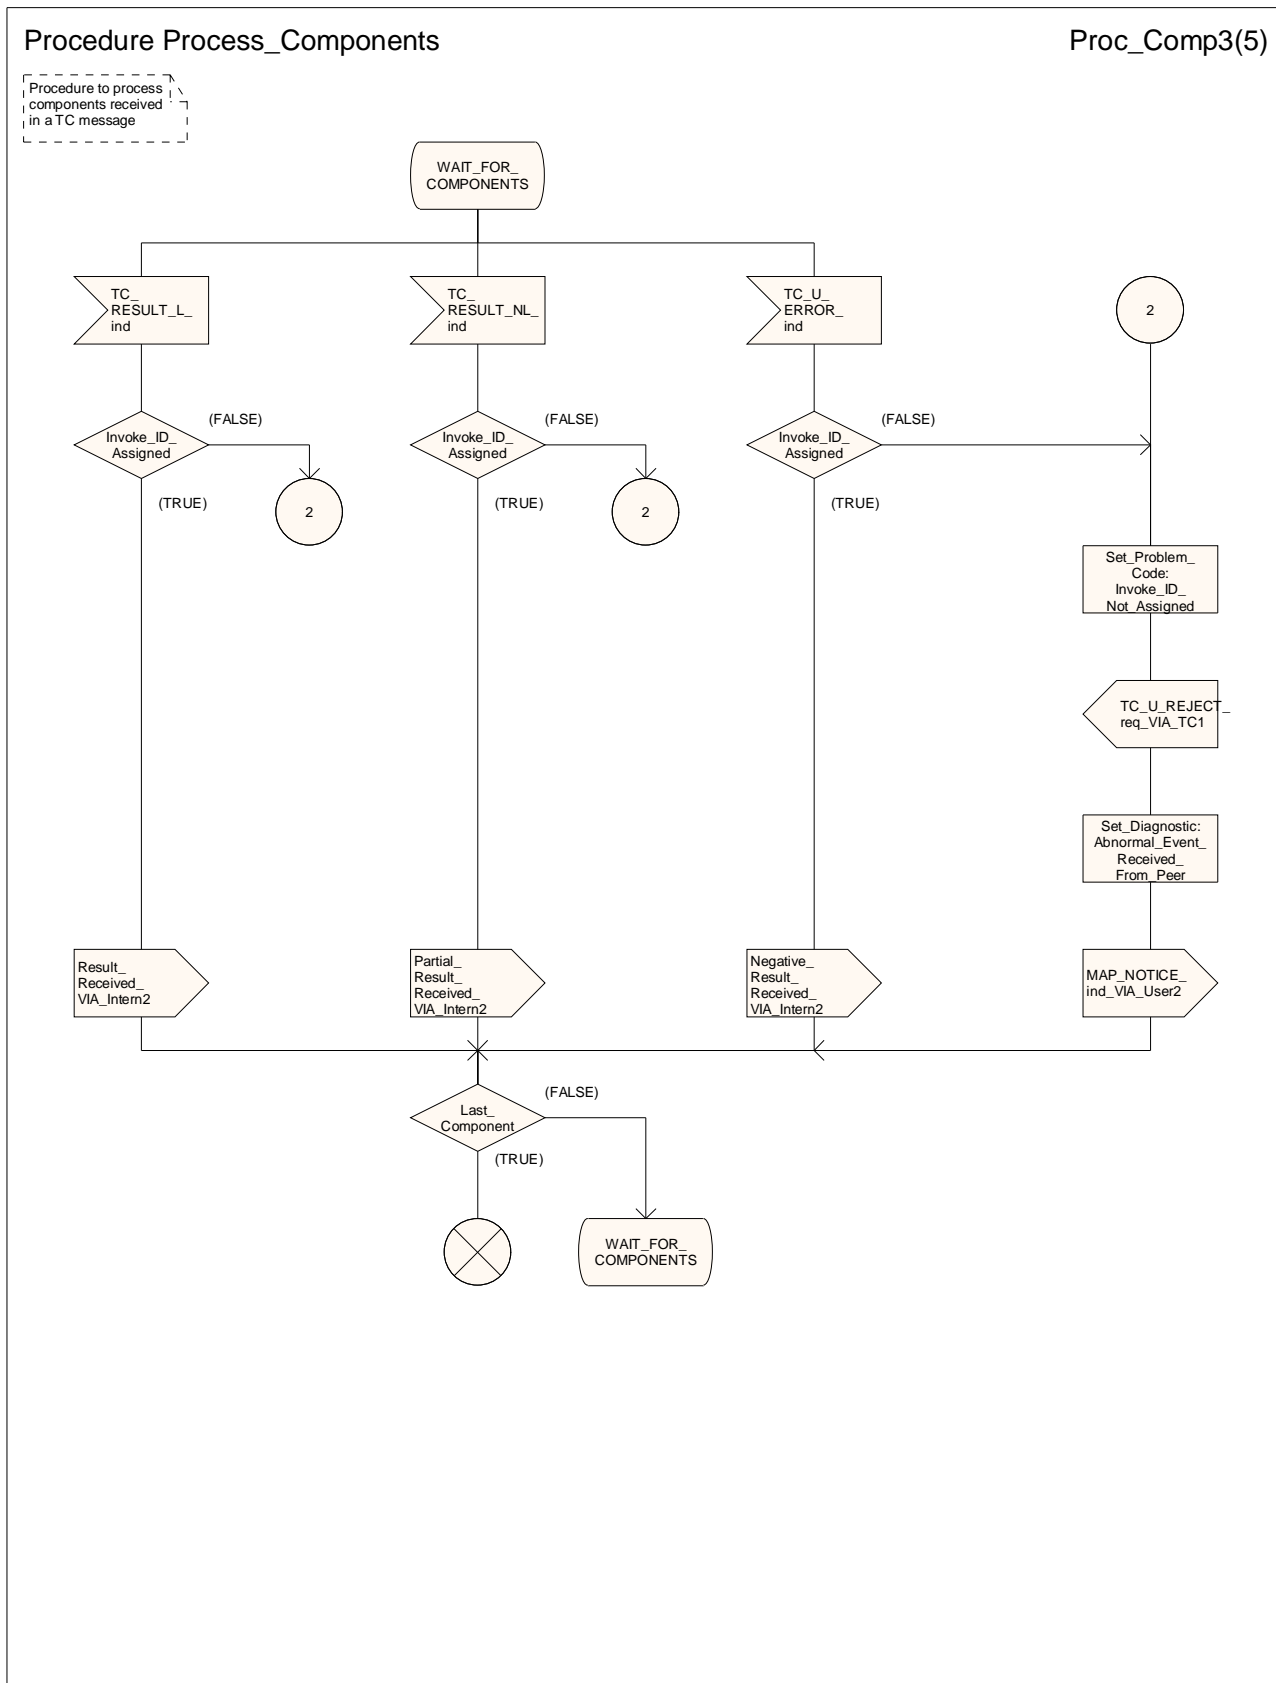 Procedure Process_Components
Proc_Comp3(5)
Procedure to process
components received
in a TC message
WAIT_FOR_
COMPONENTS
TC_
RESULT_L_
ind
TC_
RESULT_NL_
ind
TC_U_
ERROR_
ind
2
Invoke_ID_
Assigned
(FALSE)
(TRUE)
2
Invoke_ID_
Assigned
(FALSE)
(TRUE)
2
Invoke_ID_
Assigned
(FALSE)
(TRUE)
Set_Problem_
Code:
Invoke_ID_
Not_Assigned
TC_U_REJECT_
req_VIA_TC1
Set_Diagnostic:
Abnormal_Event_
Received_
From_Peer
Result_
Received_
VIA_Intern2
Partial_
Result_
Received_
VIA_Intern2
Negative_
Result_
Received_
VIA_Intern2
MAP_NOTICE_
ind_VIA_User2
Last_
Component
(FALSE)
(TRUE)
WAIT_FOR_
COMPONENTS